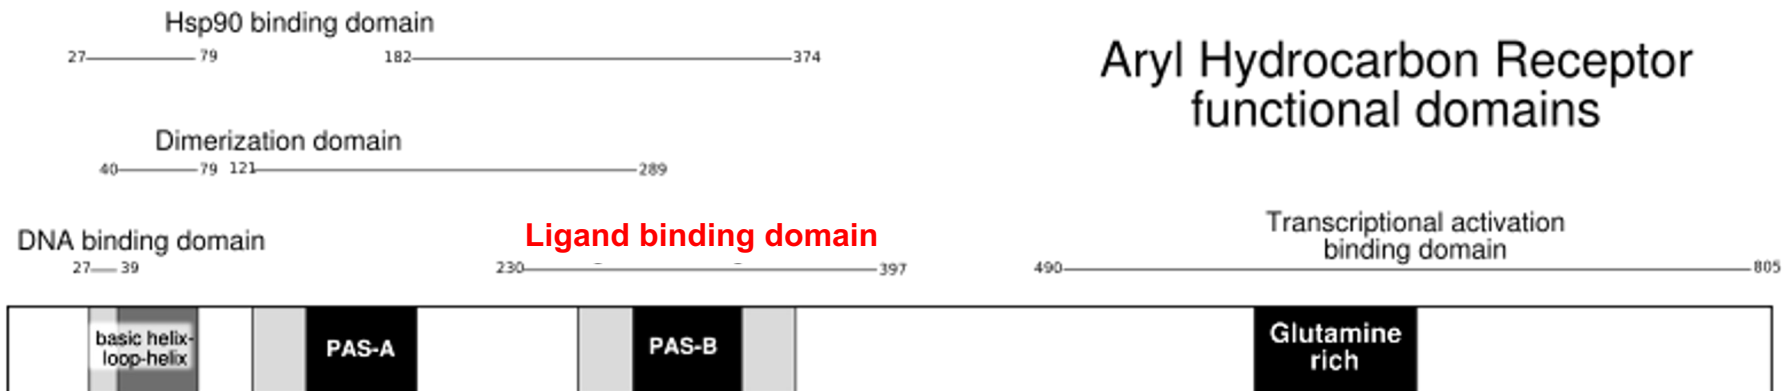 Hsp90 binding domain
27 79 182 374
Aryl Hydrocarbon Receptor
functional domains
Dimerization domain
40 79 121 289
DNA binding domain
27 39
Ligand binding domain
230 397
Transcriptional activation
binding domain
490 805
basic helix-
loop-helix
PAS-A
PAS-B
Glutamine
rich